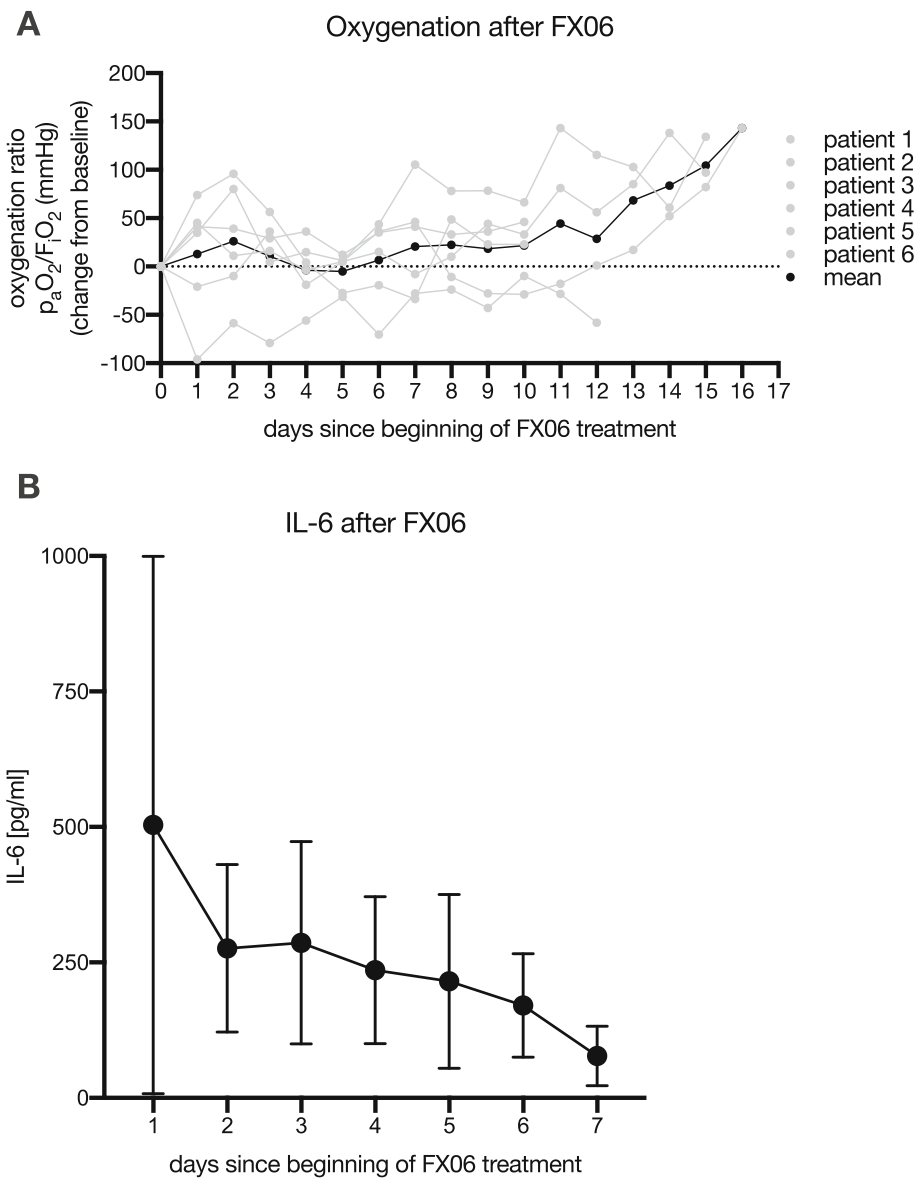 A
Oxygenation after FX06
oxygenation ratio
paO2/FiO2 (mmHg)
(change from baseline)
200
150
100
50
0
-50
-100
0 1 2 3 4 5 6 7 8 9 10 11 12 13 14 15 16 17
days since beginning of FX06 treatment
patient 1
patient 2
patient 3
patient 4
patient 5
patient 6
mean
B
IL-6 after FX06
IL-6 [pg/ml]
1000
750
500
250
0
1 2 3 4 5 6 7
days since beginning of FX06 treatment